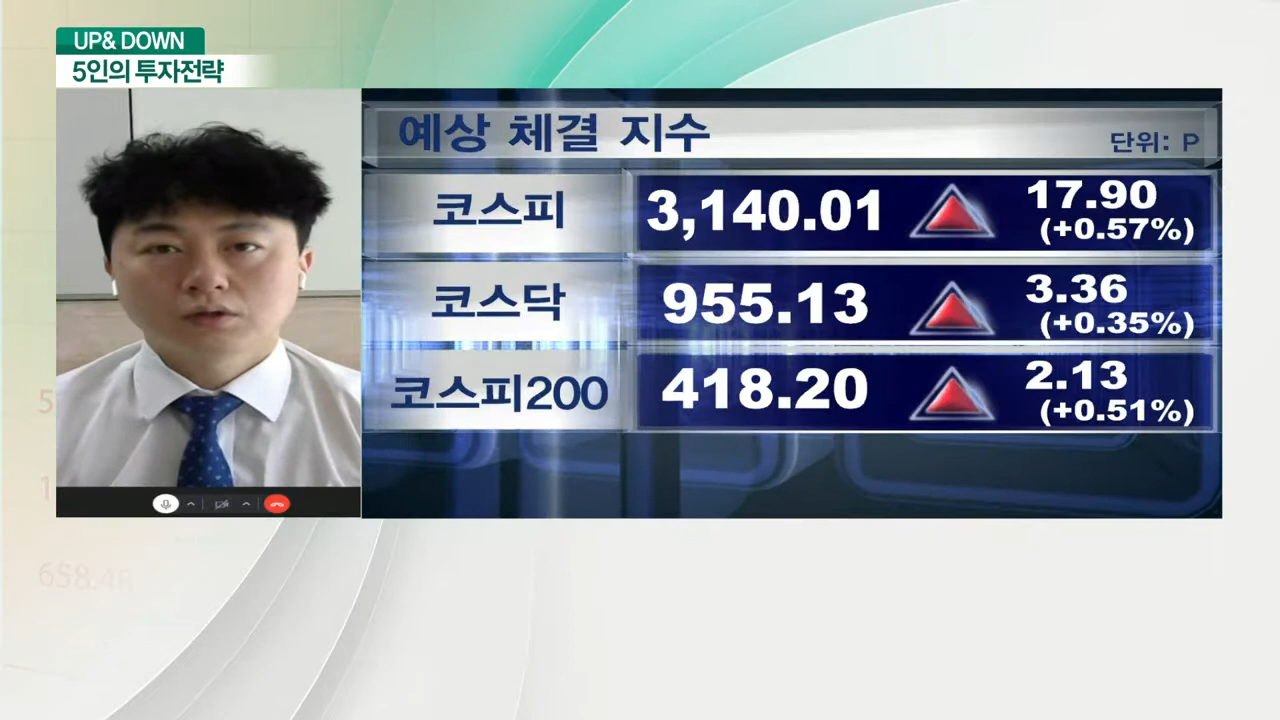 UP& DOWN
5인의 투자전략
예상 체결 지수
단위: P
코스피 3,140.01 ▲ 17.90
(+0.57%)
코스닥 955.13 ▲ 3.36
(+0.35%)
코스피200 418.20 ▲ 2.13
(+0.51%)
658.4